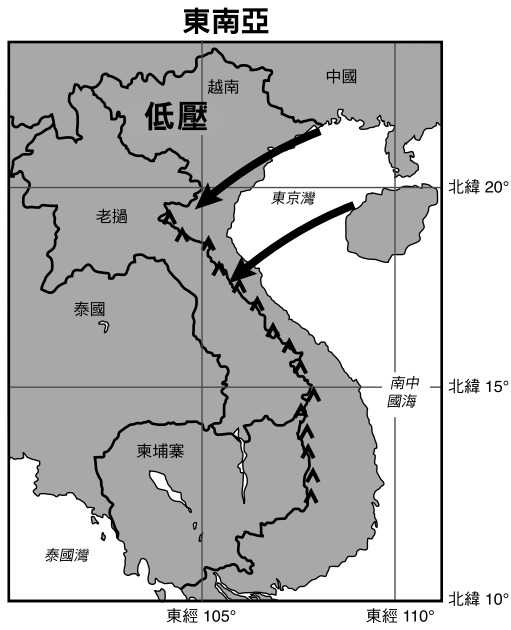 東南亞
中國
越南
低壓
北緯 20°
東京灣
老撾
泰國
北緯 15°
南中
國海
柬埔寨
泰國灣
北緯 10°
東經 105°
東經 110°